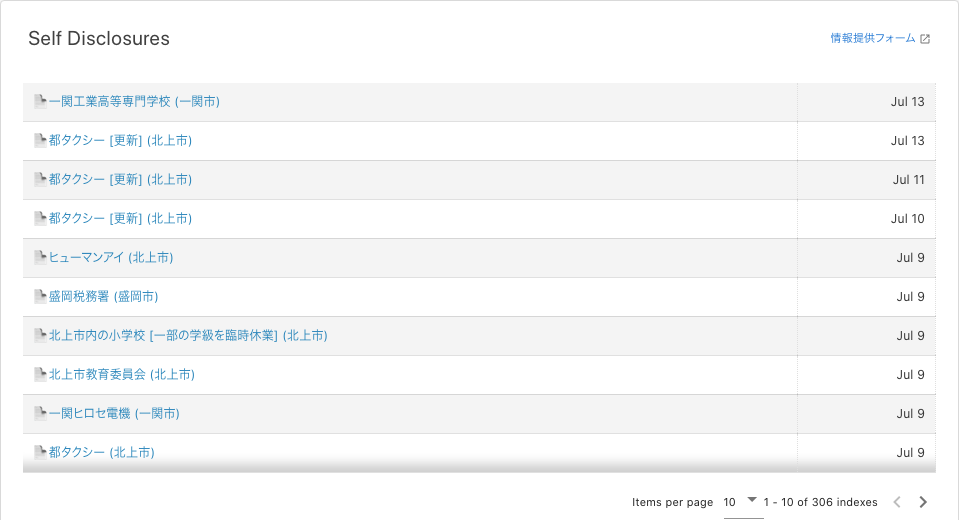 Self Disclosures
情報提供フォーム
一関工業高等専門学校 (一関市) Jul 13
都タクシー [更新] (北上市) Jul 13
都タクシー [更新] (北上市) Jul 11
都タクシー [更新] (北上市) Jul 10
ヒューマンアイ (北上市) Jul 9
盛岡税務署 (盛岡市) Jul 9
北上市内の小学校 [一部の学級を臨時休業] (北上市) Jul 9
北上市教育委員会 (北上市) Jul 9
一関ヒロセ電機 (一関市) Jul 9
都タクシー (北上市) Jul 9
Items per page 10 1 - 10 of 306 indexes